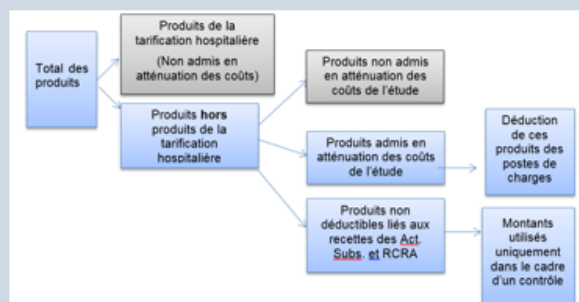 Produits de la
tarification hospitalière
(Non admis en
atténuation des coûts)
Total des
produits
Produits non admis
en atténuation des
coûts de l'étude
Produits hors
produits de la
tarification
hospitalière
Produits admis en
atténuation des coûts
de l'étude
Déduction
de ces
produits des
postes de
charges
Produits non
déductibles liés aux
recettes des Act.
Subs. et RCRA
Montants
utilisés
uniquement
dans le cadre
d'un contrôle